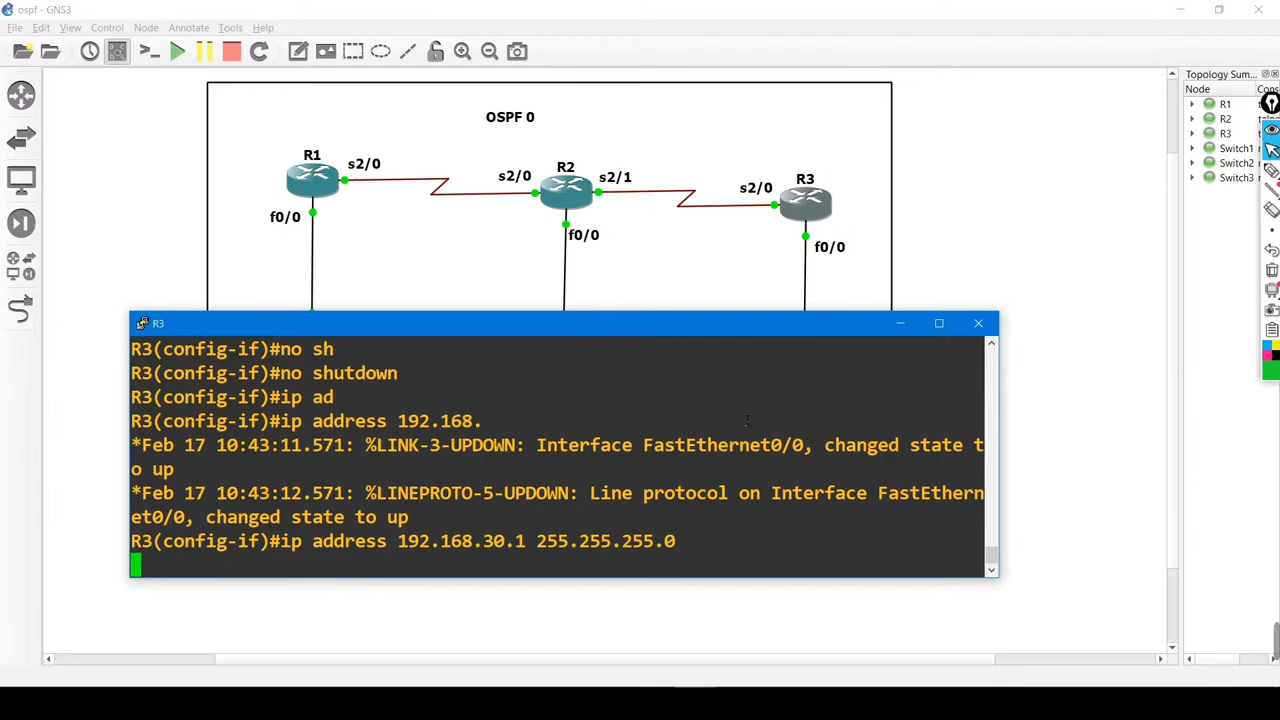 ospf - GNS3
File Edit View Control Node Annotate Tools Help
Topology Sum...
Node Cons
R1
R2
R3
Switch1
Switch2
Switch3
OSPF 0
R1
s2/0
f0/0
R2
s2/0
s2/1
f0/0
R3
s2/0
f0/0
R3
R3(config-if)#no sh
R3(config-if)#no shutdown
R3(config-if)#ip ad
R3(config-if)#ip address 192.168.
*Feb 17 10:43:11.571: %LINK-3-UPDOWN: Interface FastEthernet0/0, changed state t
o up
*Feb 17 10:43:12.571: %LINEPROTO-5-UPDOWN: Line protocol on Interface FastEthern
et0/0, changed state to up
R3(config-if)#ip address 192.168.30.1 255.255.255.0